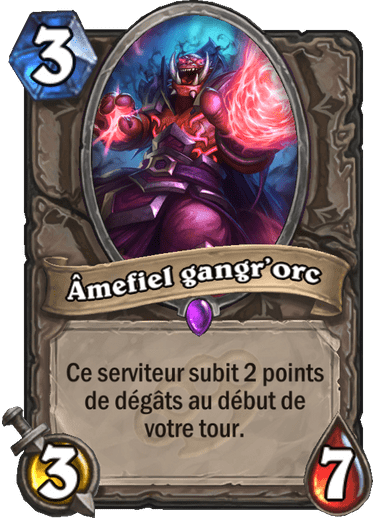 3
Âmefiel gangr'orc
Ce serviteur subit 2 points
de dégâts au début de
votre tour.
3
7